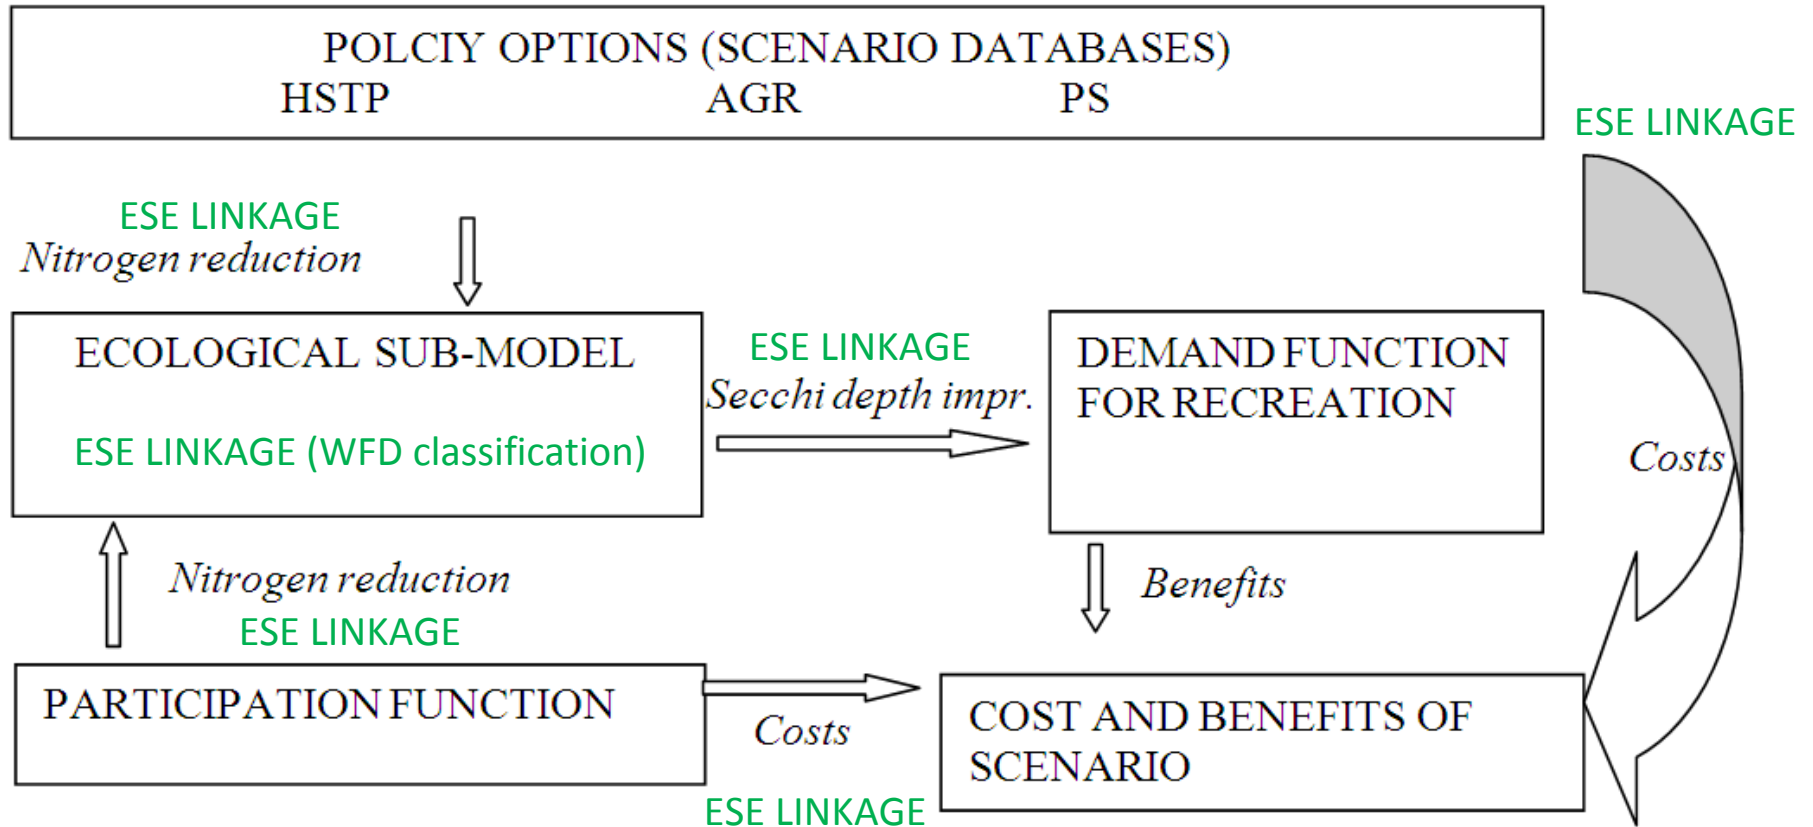 POLCIY OPTIONS (SCENARIO DATABASES)
HSTP AGR PS
ESE LINKAGE
ESE LINKAGE
Nitrogen reduction
ECOLOGICAL SUB-MODEL
ESE LINKAGE (WFD classification)
ESE LINKAGE
Secchi depth impr.
DEMAND FUNCTION
FOR RECREATION
Costs
Nitrogen reduction
ESE LINKAGE
Benefits
PARTICIPATION FUNCTION
Costs
ESE LINKAGE
COST AND BENEFITS OF
SCENARIO